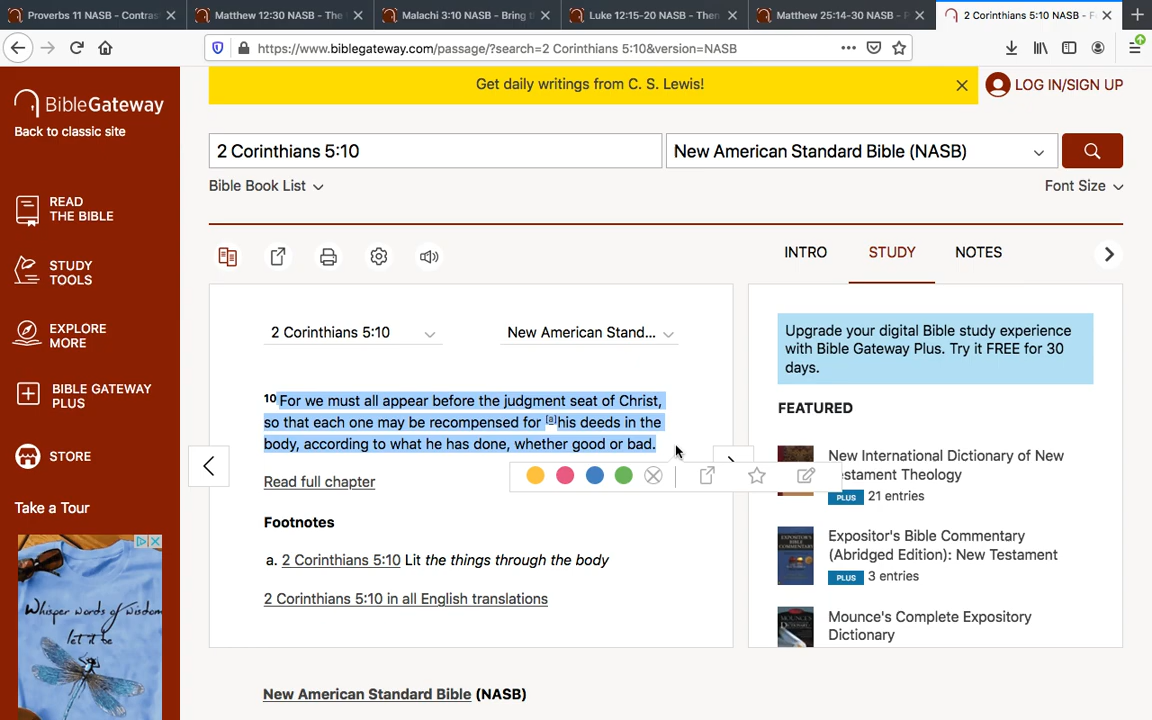 Proverbs 11 NASB - Contras
Matthew 12:30 NASB - The
Malachi 3:10 NASB - Bring t
Luke 12:15-20 NASB - Then
Matthew 25:14-30 NASB - P
2 Corinthians 5:10 NASB - F
https://www.biblegateway.com/passage/?search=2 Corinthians 5:10&version=NASB
BibleGateway
Back to classic site
Get daily writings from C. S. Lewis!
LOG IN/SIGN UP
2 Corinthians 5:10
New American Standard Bible (NASB)
Bible Book List
Font Size
READ
THE BIBLE
STUDY
TOOLS
EXPLORE
MORE
BIBLE GATEWAY
PLUS
STORE
Take a Tour
Whisper words of wisdom
let it be
INTRO
STUDY
NOTES
2 Corinthians 5:10
New American Stand...
10 For we must all appear before the judgment seat of Christ,
so that each one may be recompensed for [a]his deeds in the
body, according to what he has done, whether good or bad.
Read full chapter
Footnotes
a. 2 Corinthians 5:10 Lit the things through the body
2 Corinthians 5:10 in all English translations
New American Standard Bible (NASB)
Upgrade your digital Bible study experience
with Bible Gateway Plus. Try it FREE for 30
days.
FEATURED
New International Dictionary of New
estament Theology
PLUS 21 entries
Expositor's Bible Commentary
(Abridged Edition): New Testament
PLUS 3 entries
Mounce's Complete Expository
Dictionary